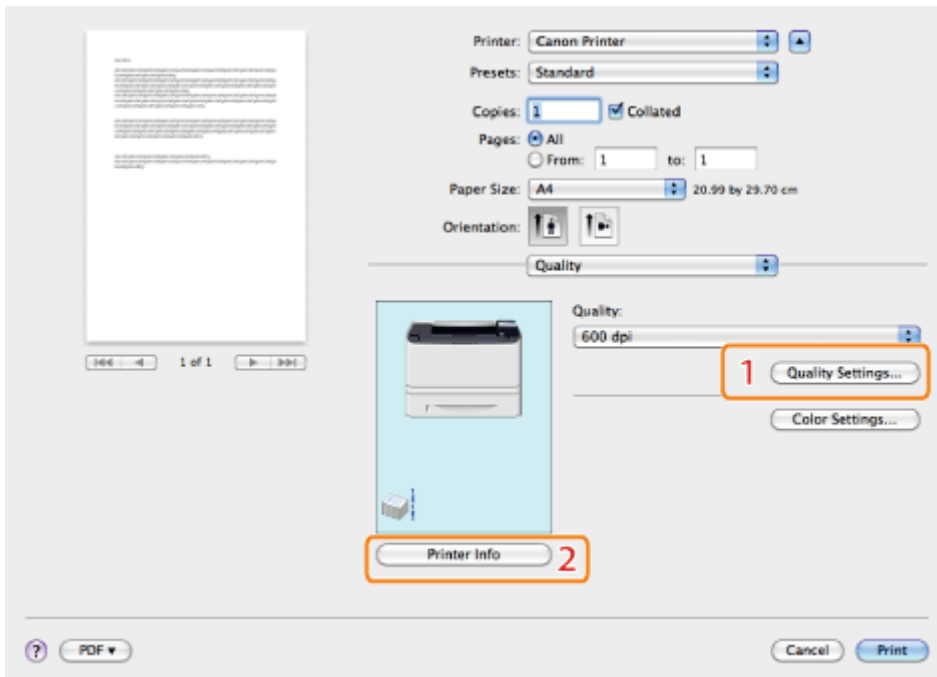 Printer: Canon Printer
Presets: Standard
Copies: 1 Collated
Pages: All
From: 1 to: 1
Paper Size: A4 20.99 by 29.70 cm
Orientation:
Quality
Quality:
600 dpi
1 of 1
1 Quality Settings...
Color Settings...
Printer Info 2
? PDF Cancel Print